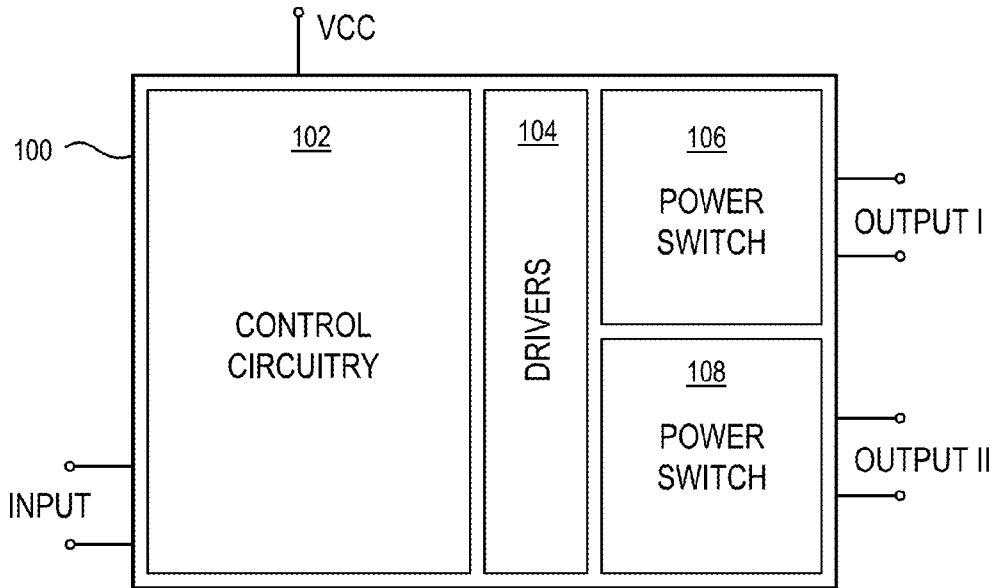 VCC
100
102
CONTROL
CIRCUITRY
104
DRIVERS
106
POWER
SWITCH
108
POWER
SWITCH
OUTPUT I
OUTPUT II
INPUT